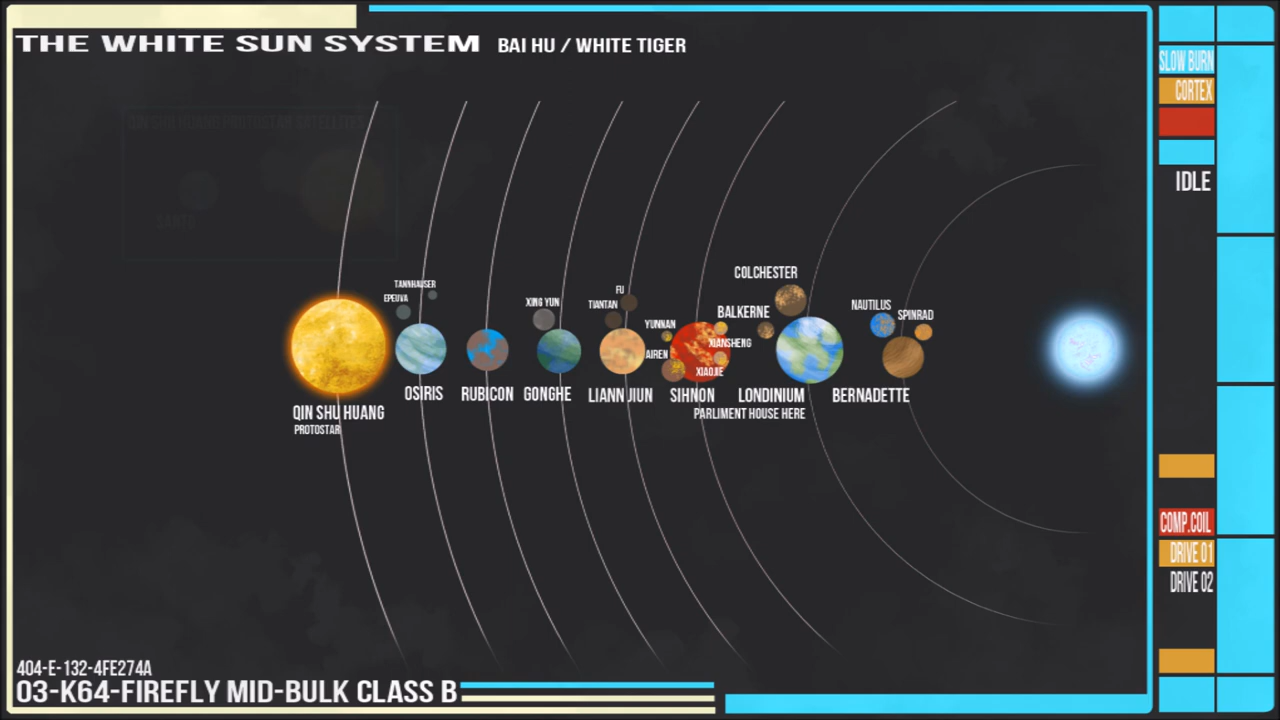 THE WHITE SUN SYSTEM BAI HU / WHITE TIGER
SLOW BURN
CORTEX
IDLE
COLCHESTER
TANNHAUSER
EPEUVA
FU
XING YUN
TIANTAN
NAUTILUS
BALKERNE
SPINRAD
YUNNAN
XIANSHENG
AIREN
XIAOJIE
OSIRIS
RUBICON
GONGHE
LIANN JIUN
SIHNON
LONDINIUM
BERNADETTE
PARLIMENT HOUSE HERE
QIN SHU HUANG
PROTOSTAR
COMP.COIL
DRIVE 01
DRIVE 02
404-E-132-4FE274A
03-K64-FIREFLY MID-BULK CLASS B